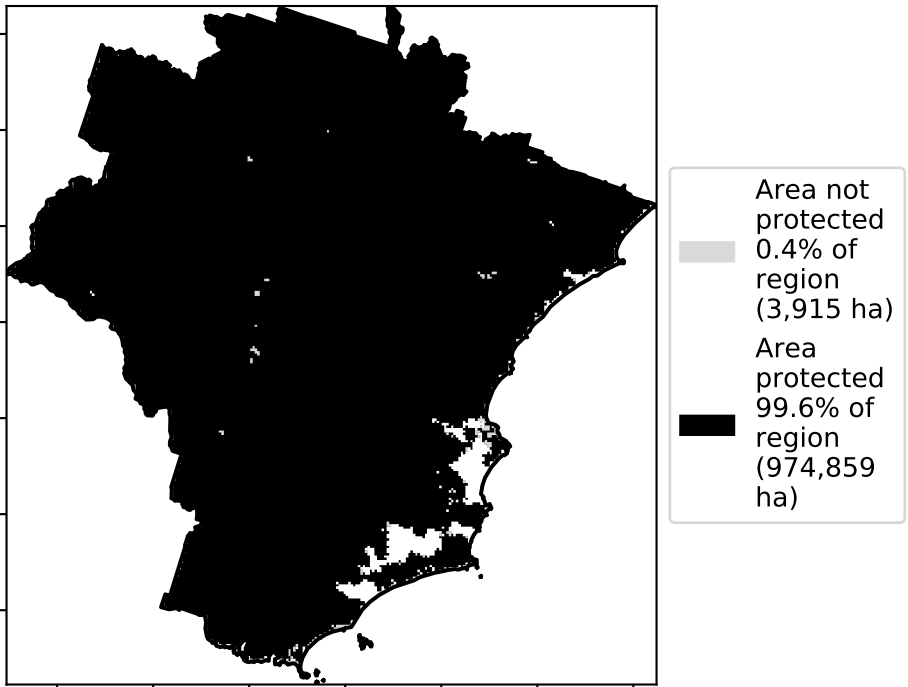 Area not
protected
0.4% of
region
(3,915 ha)
Area
protected
99.6% of
region
(974,859
ha)